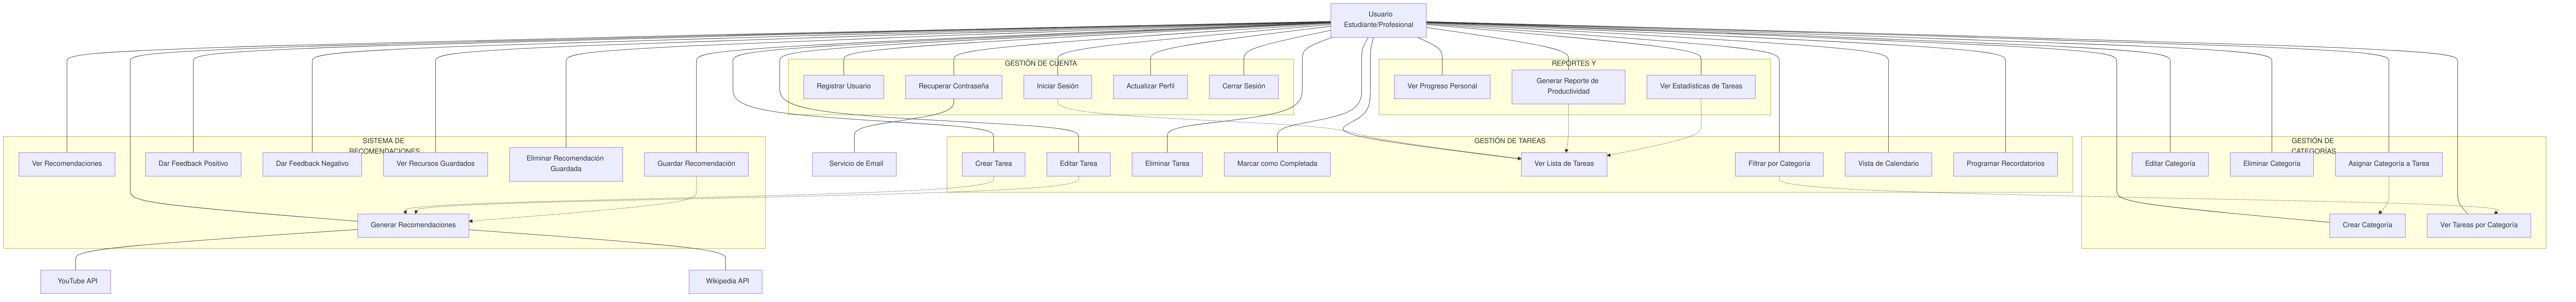 Usuario
Estudiante/Profesional
GESTIÓN DE CUENTA
Registrar Usuario
Recuperar Contraseña
Iniciar Sesión
Actualizar Perfil
Cerrar Sesión
REPORTES Y
Ver Progreso Personal
Generar Reporte de
Productividad
Ver Estadísticas de Tareas
SISTEMA DE
RECOMENDACIONES
Ver Recomendaciones
Dar Feedback Positivo
Dar Feedback Negativo
Ver Recursos Guardados
Eliminar Recomendación
Guardada
Guardar Recomendación
Generar Recomendaciones
Servicio de Email
GESTIÓN DE TAREAS
Crear Tarea
Editar Tarea
Eliminar Tarea
Marcar como Completada
Ver Lista de Tareas
Filtrar por Categoría
Vista de Calendario
Programar Recordatorios
GESTIÓN DE
CATEGORÍAS
Editar Categoría
Eliminar Categoría
Asignar Categoría a Tarea
Crear Categoría
Ver Tareas por Categoría
YouTube API
Wikipedia API